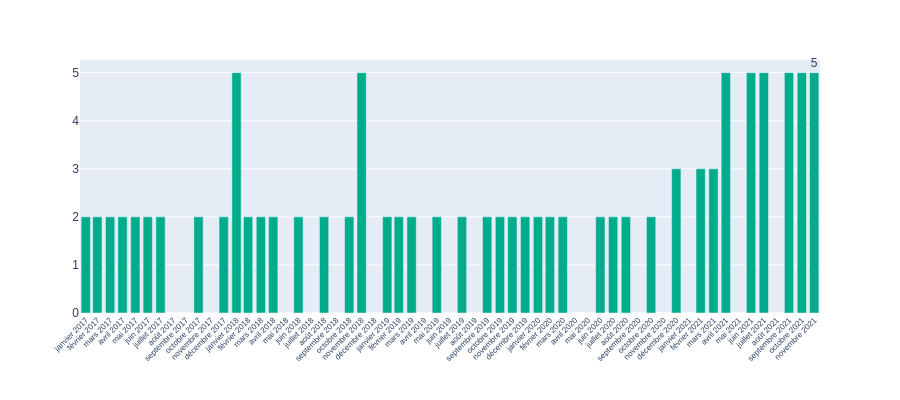 5
5
4
3
2
1
0
janvier 2017
février 2017
mars 2017
avril 2017
mai 2017
juin 2017
juillet 2017
août 2017
septembre 2017
octobre 2017
novembre 2017
décembre 2017
janvier 2018
février 2018
mars 2018
avril 2018
mai 2018
juin 2018
juillet 2018
août 2018
septembre 2018
octobre 2018
novembre 2018
décembre 2018
janvier 2019
février 2019
mars 2019
avril 2019
mai 2019
juin 2019
juillet 2019
août 2019
septembre 2019
octobre 2019
novembre 2019
décembre 2019
janvier 2020
février 2020
mars 2020
avril 2020
mai 2020
juin 2020
juillet 2020
août 2020
septembre 2020
octobre 2020
novembre 2020
décembre 2020
janvier 2021
février 2021
mars 2021
avril 2021
mai 2021
juin 2021
juillet 2021
août 2021
septembre 2021
octobre 2021
novembre 2021